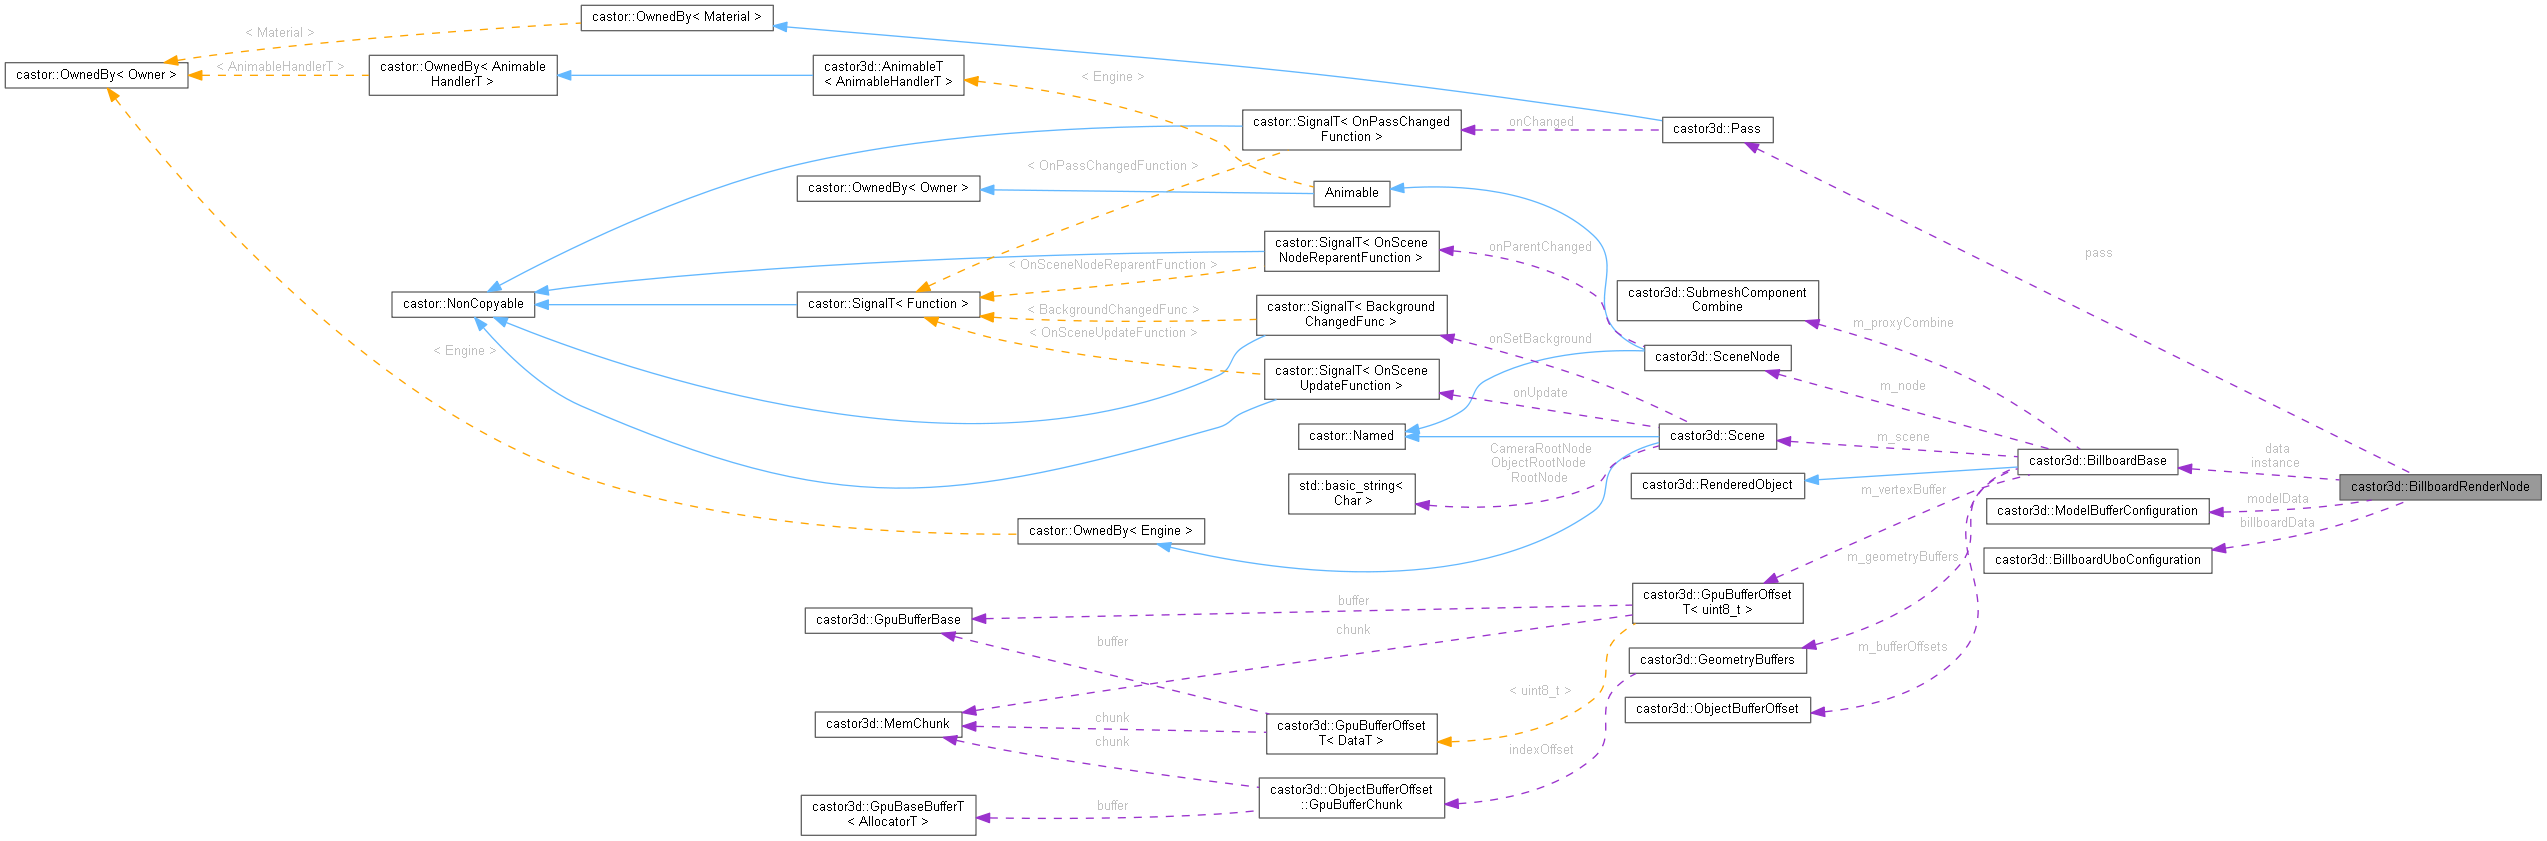 castor::OwnedBy< Material >
< Material >
castor::OwnedBy< Owner >
< AnimableHandlerT >
castor::OwnedBy< Animable
HandlerT >
castor3d::AnimableT
< AnimableHandlerT >
< Engine >
castor::SignalT< OnPassChanged
Function >
onChanged
castor3d::Pass
< OnPassChangedFunction >
castor::OwnedBy< Owner >
Animable
castor::SignalT< OnScene
NodeReparentFunction >
onParentChanged
pass
< OnSceneNodeReparentFunction >
castor::NonCopyable
castor::SignalT< Function >
< BackgroundChangedFunc >
castor::SignalT< Background
ChangedFunc >
castor3d::SubmeshComponent
Combine
m_proxyCombine
< OnSceneUpdateFunction >
onSetBackground
< Engine >
castor3d::SceneNode
castor::SignalT< OnScene
UpdateFunction >
m_node
onUpdate
castor::Named
castor3d::Scene
m_scene
CameraRootNode
ObjectRootNode
RootNode
castor3d::BillboardBase
data
instance
castor3d::BillboardRenderNode
std::basic_string<
Char >
castor3d::RenderedObject
m_vertexBuffer
modelData
castor3d::ModelBufferConfiguration
billboardData
castor::OwnedBy< Engine >
m_geometryBuffers
castor3d::BillboardUboConfiguration
castor3d::GpuBufferOffset
T< uint8_t >
buffer
castor3d::GpuBufferBase
chunk
buffer
castor3d::GeometryBuffers
m_bufferOffsets
< uint8_t >
castor3d::ObjectBufferOffset
castor3d::MemChunk
chunk
castor3d::GpuBufferOffset
T< DataT >
chunk
indexOffset
castor3d::ObjectBufferOffset
::GpuBufferChunk
castor3d::GpuBaseBufferT
< AllocatorT >
buffer